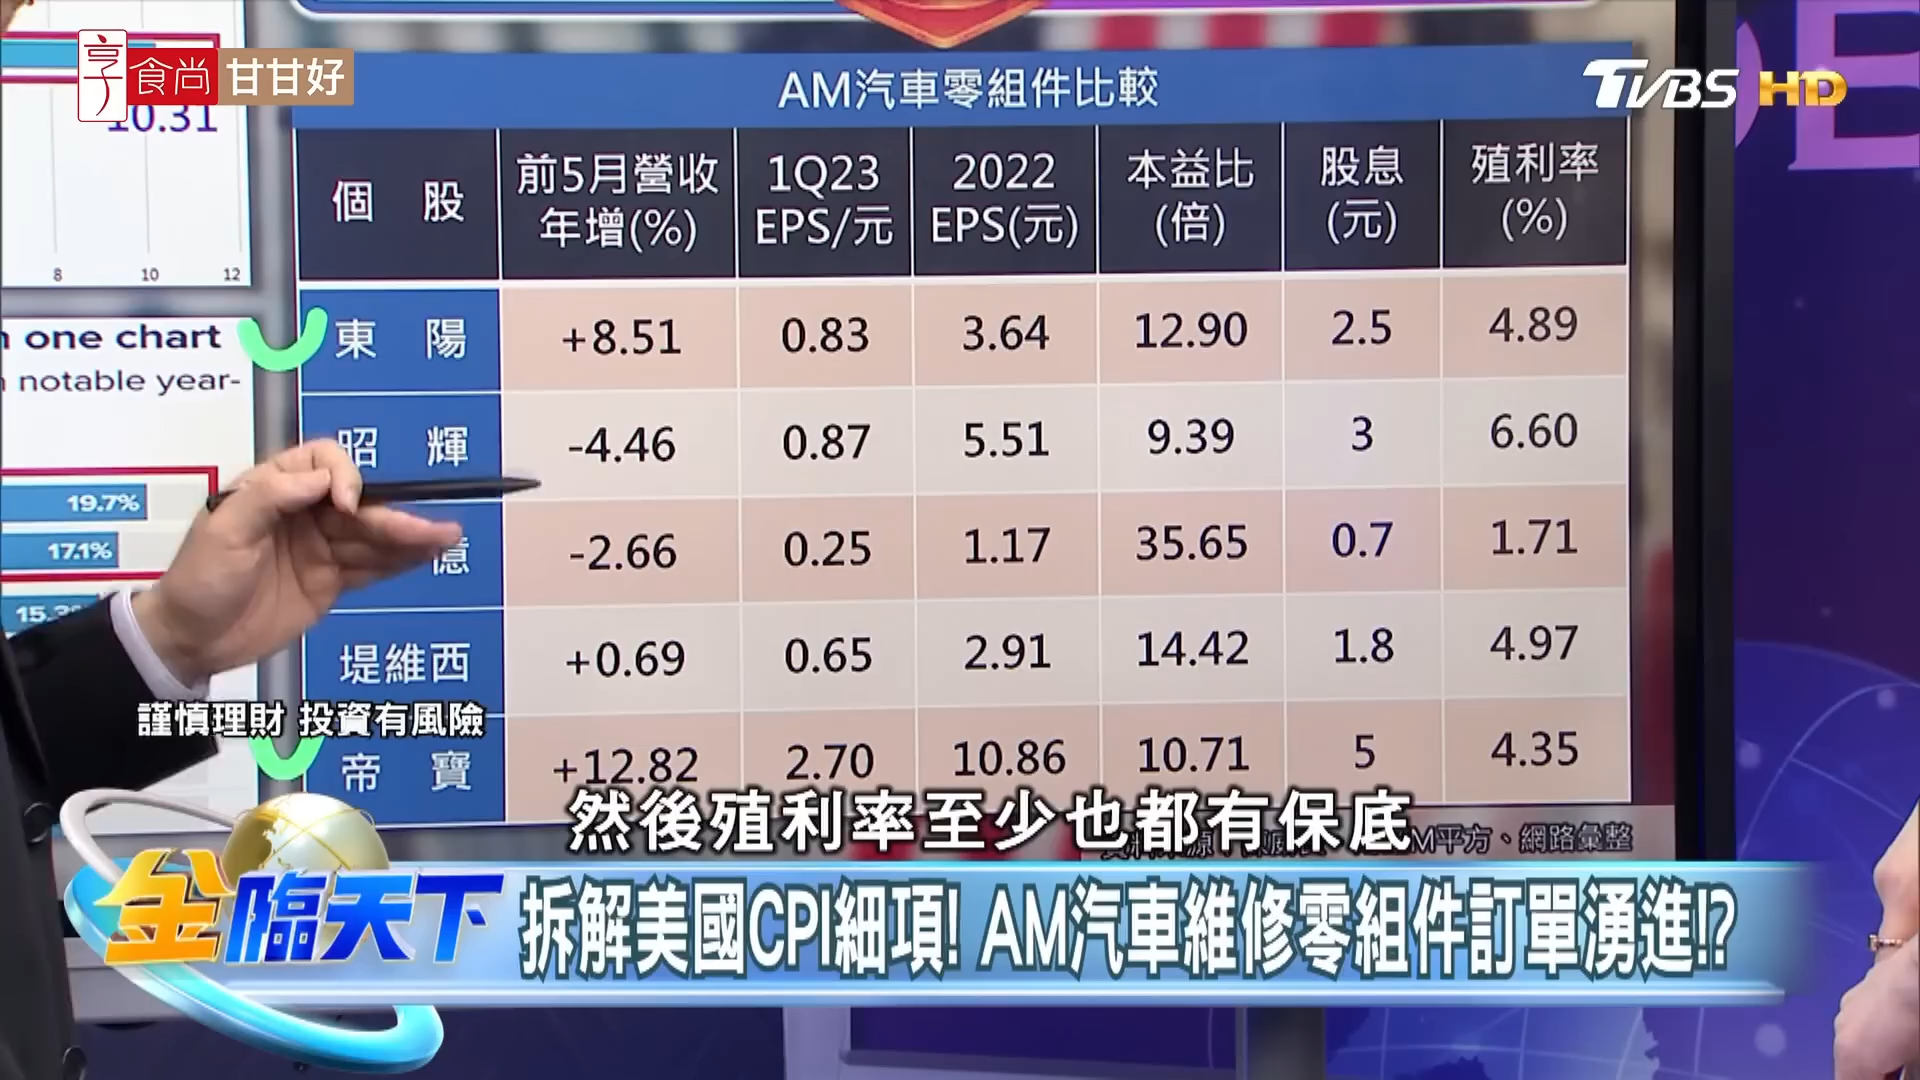 享
食尚 甘甘好
10.31
8 10 12
n one chart
n notable year-
19.7%
17.1%
TVBS HD
AM汽車零組件比較
個股 前5月營收年增(%) 1Q23 EPS/元 2022 EPS(元) 本益比(倍) 股息(元) 殖利率(%)
東陽 +8.51 0.83 3.64 12.90 2.5 4.89
昭輝 -4.46 0.87 5.51 9.39 3 6.60
億 -2.66 0.25 1.17 35.65 0.7 1.71
堤維西 +0.69 0.65 2.91 14.42 1.8 4.97
帝寶 +12.82 2.70 10.86 10.71 5 4.35
謹慎理財 投資有風險
然後殖利率至少也都有保底
M平方、網路彙整
金臨天下
拆解美國CPI細項! AM汽車維修零組件訂單湧進!?